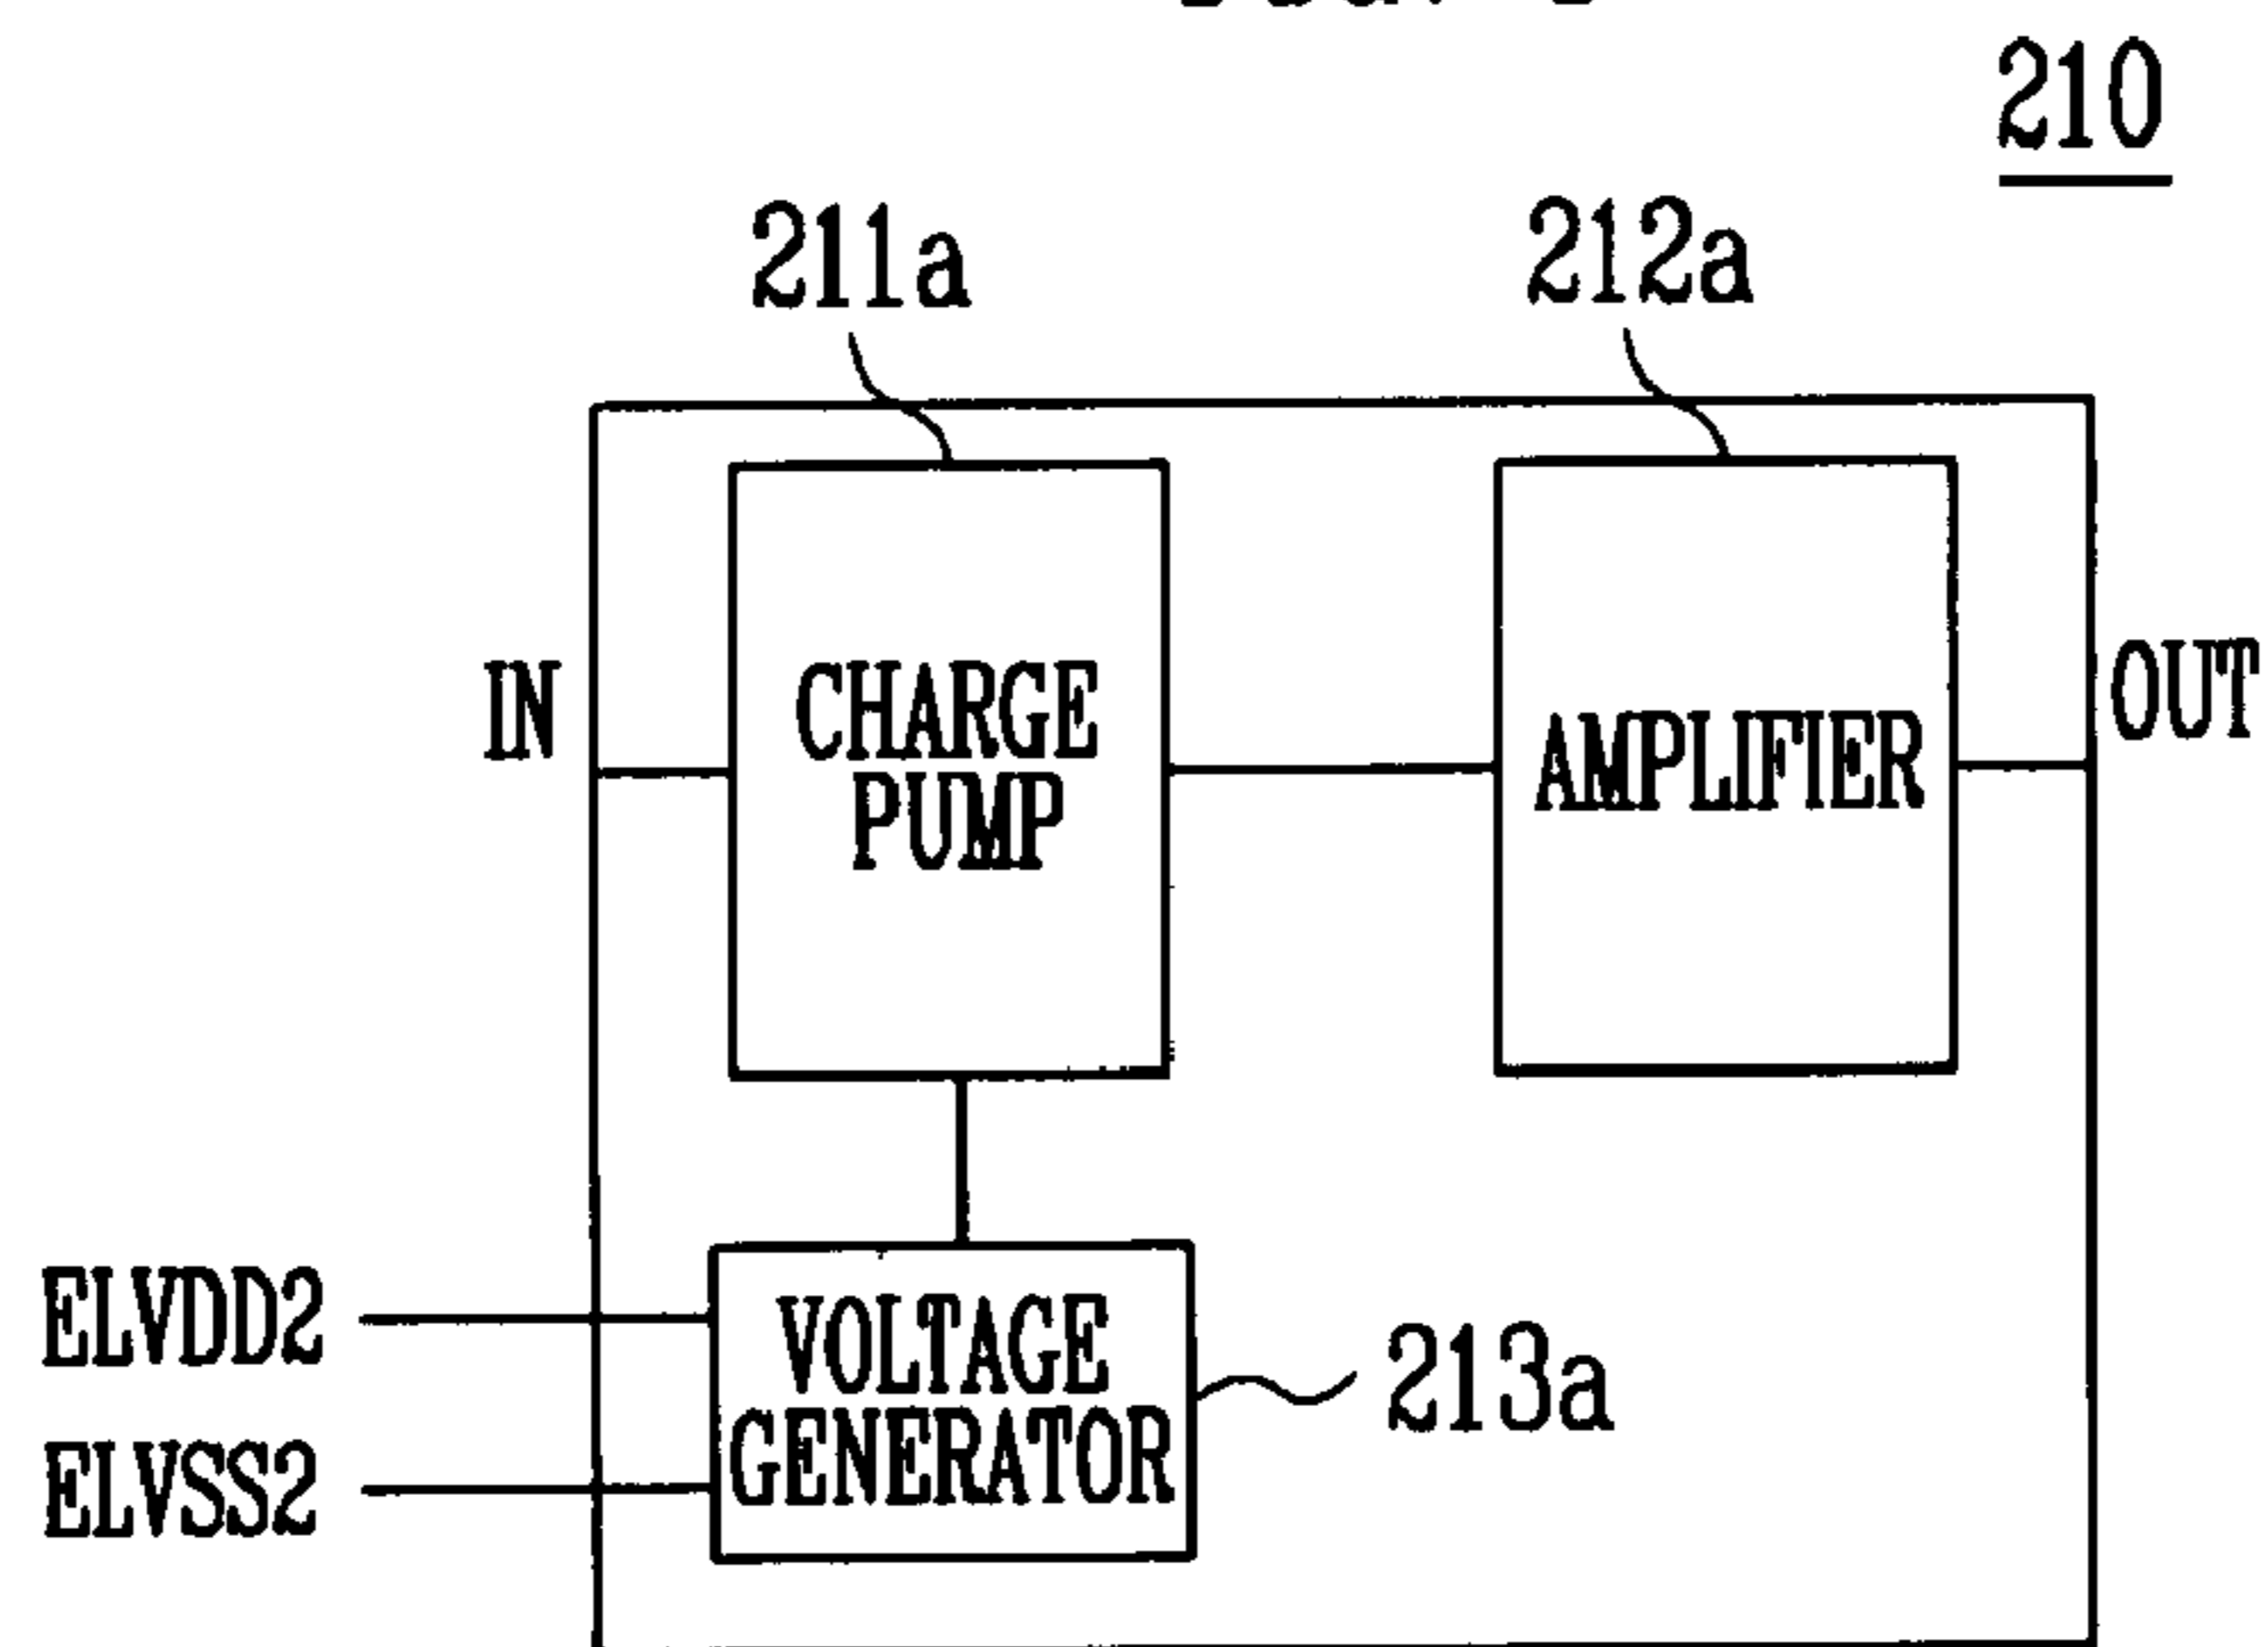 210
211a
212a
IN
CHARGE
PUMP
AMPLIFIER
OUT
ELVDD2
ELVSS2
VOLTAGE
GENERATOR
213a